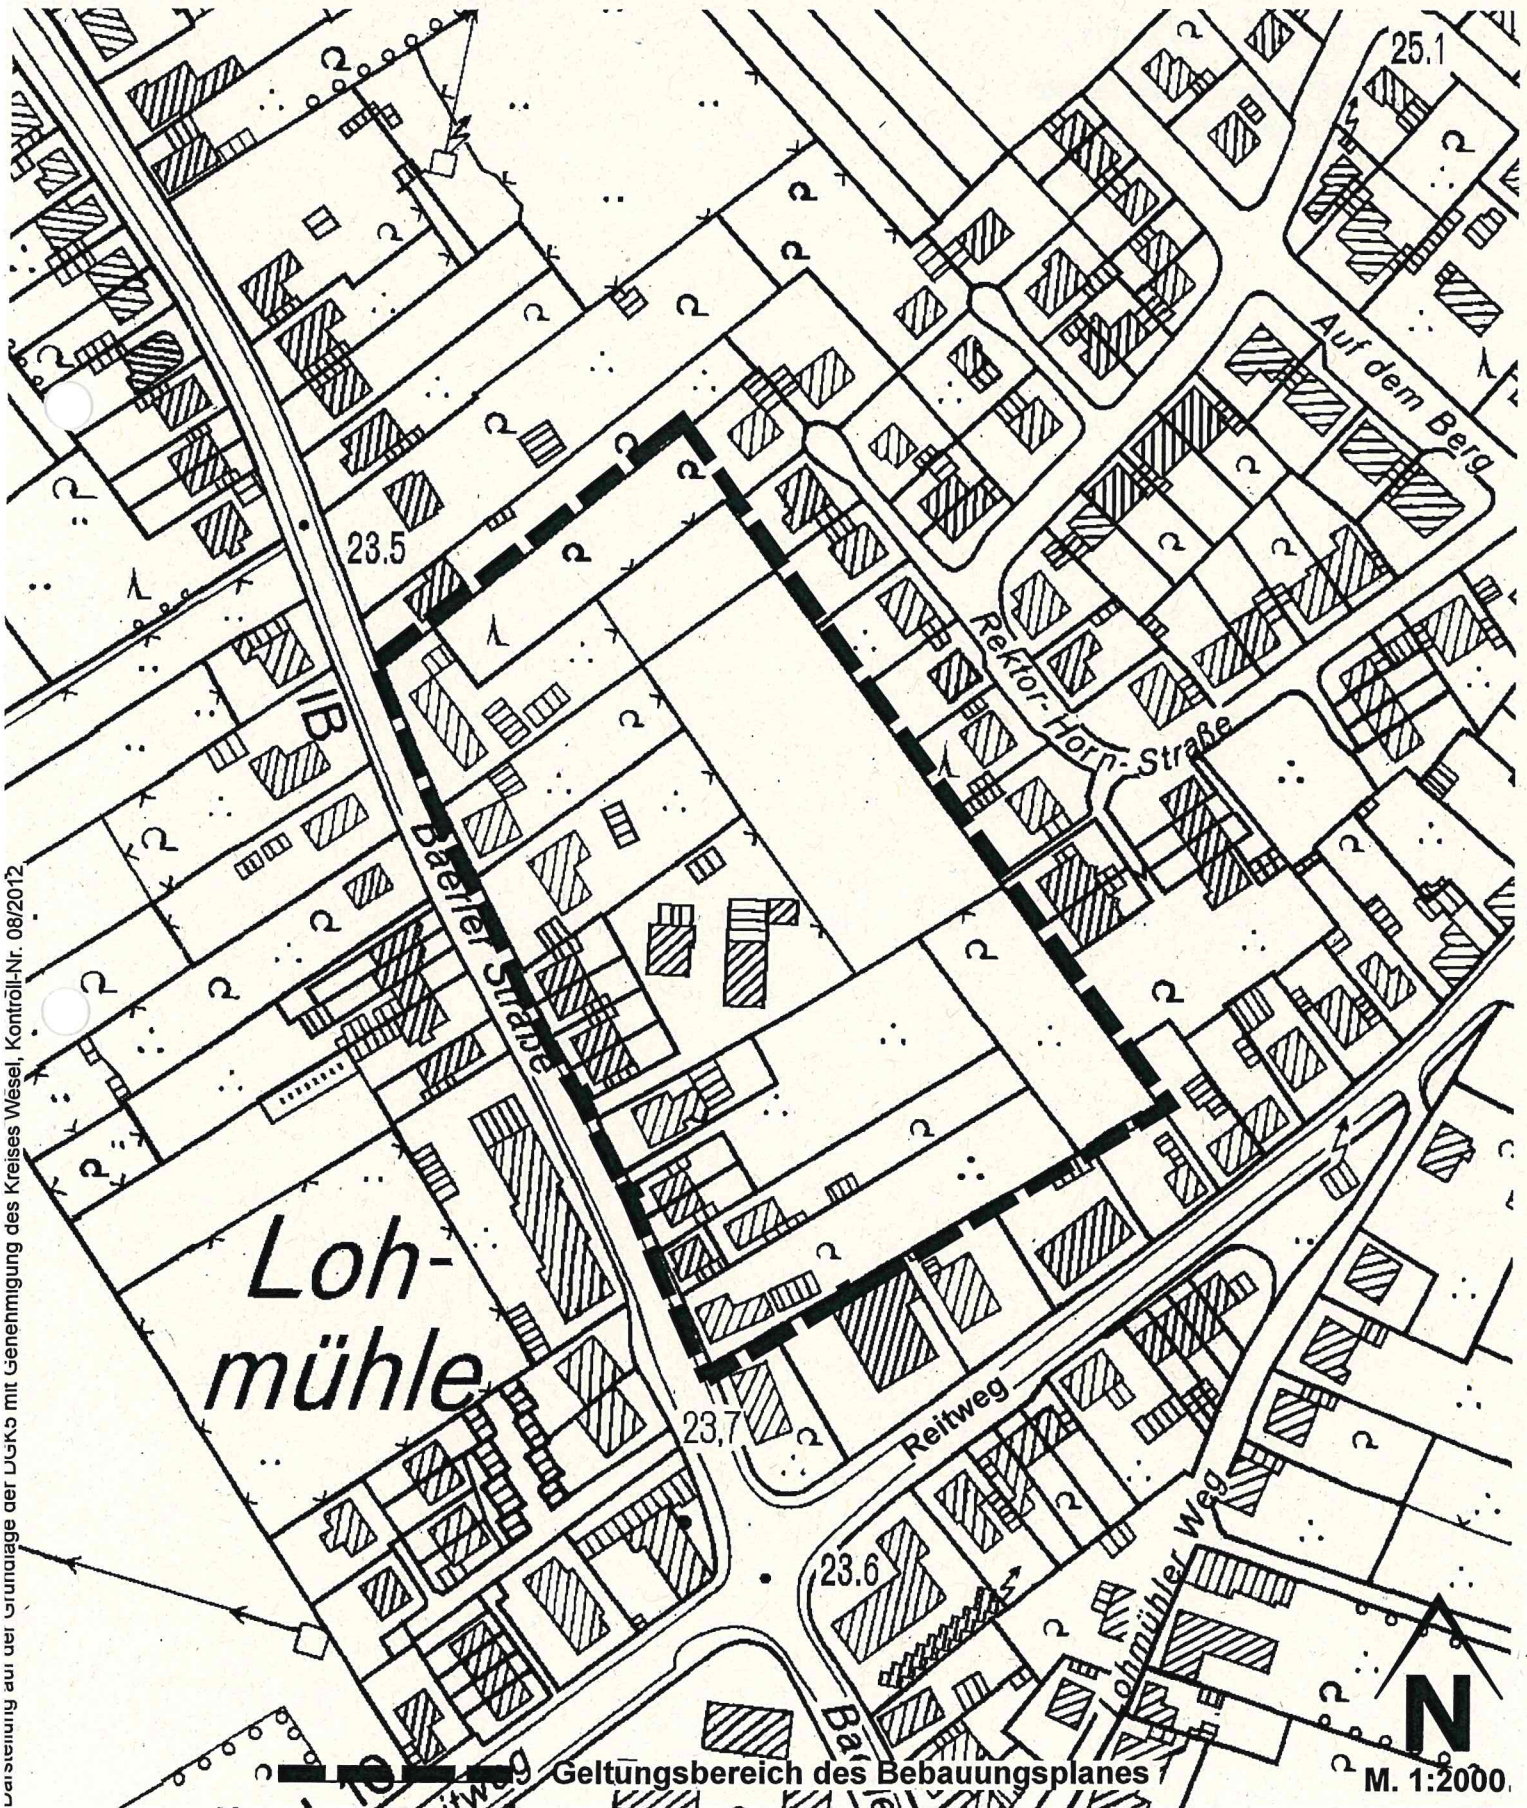 25.1
Auf dem Berg
23.5
Rektor-Horn-Straße
IIB
Baerler Straße
Loh-
mühle
23,7
Reitweg
23.6
Lohmühler Weg
N
Geltungsbereich des Bebauungsplanes
M. 1:2000
Darstellung auf der Grundlage der DGK5 mit Genehmigung des Kreises Wesel, Kontroll-Nr. 08/2012